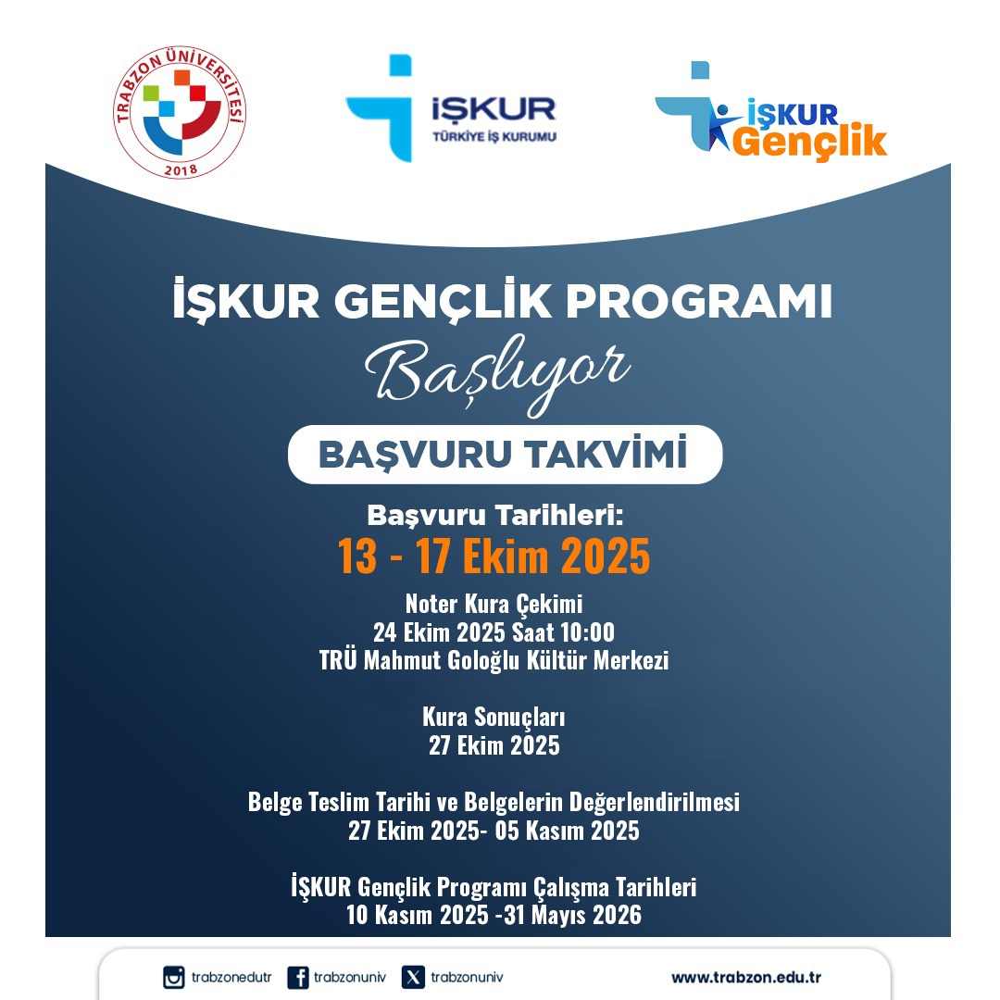 TRABZON ÜNİVERSİTESİ
2018
İŞKUR
TÜRKİYE İŞ KURUMU
İŞKUR
Gençlik
İŞKUR GENÇLİK PROGRAMI
Başlıyor
BAŞVURU TAKVİMİ
Başvuru Tarihleri:
13 - 17 Ekim 2025
Noter Kura Çekimi
24 Ekim 2025 Saat 10:00
TRÜ Mahmut Goloğlu Kültür Merkezi
Kura Sonuçları
27 Ekim 2025
Belge Teslim Tarihi ve Belgelerin Değerlendirilmesi
27 Ekim 2025- 05 Kasım 2025
İŞKUR Gençlik Programı Çalışma Tarihleri
10 Kasım 2025 -31 Mayıs 2026
trabzonedutr trabzonuniv trabzonuniv www.trabzon.edu.tr